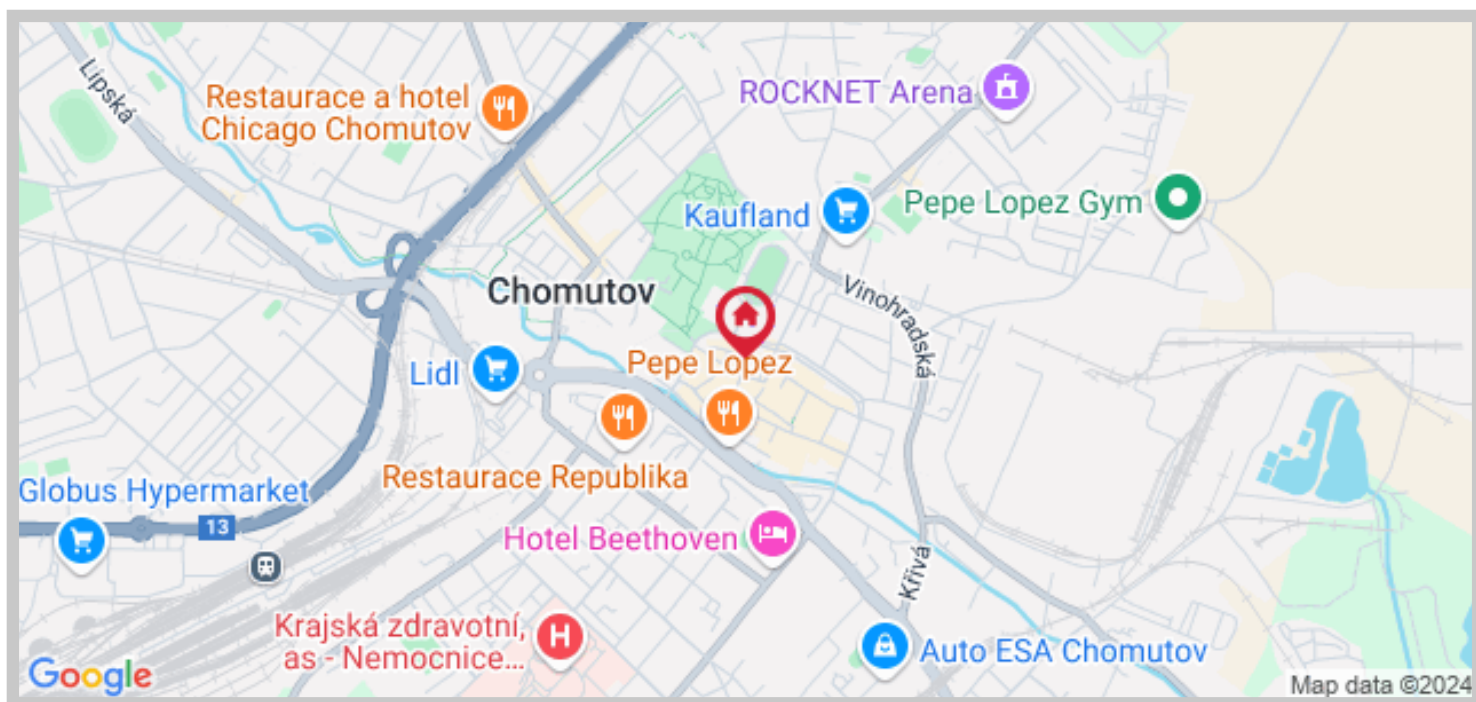 Lipská
Restaurace a hotel
Chicago Chomutov
ROCKNET Arena
Kaufland
Pepe Lopez Gym
Chomutov
Vinohradská
Lidl
Pepe Lopez
Restaurace Republika
Globus Hypermarket
13
Hotel Beethoven
Křivá
Krajská zdravotní,
as - Nemocnice...
H
Auto ESA Chomutov
Google
Map data ©2024